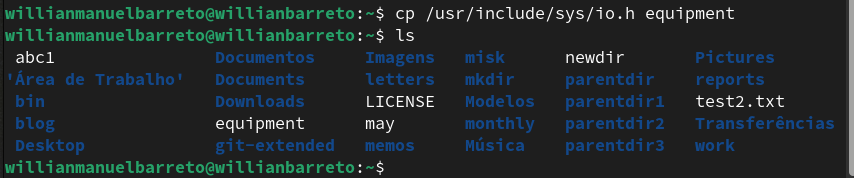 willianmanuelbarreto@willianbarreto:~$ cp /usr/include/sys/io.h equipment
willianmanuelbarreto@willianbarreto:~$ ls
abc1 Documentos Imagens misk newdir Pictures
'Área de Trabalho' Documents letters mkdir parentdir reports
bin Downloads LICENSE Modelos parentdir1 test2.txt
blog equipment may monthly parentdir2 Transferências
Desktop git-extended memos Música parentdir3 work
willianmanuelbarreto@willianbarreto:~$